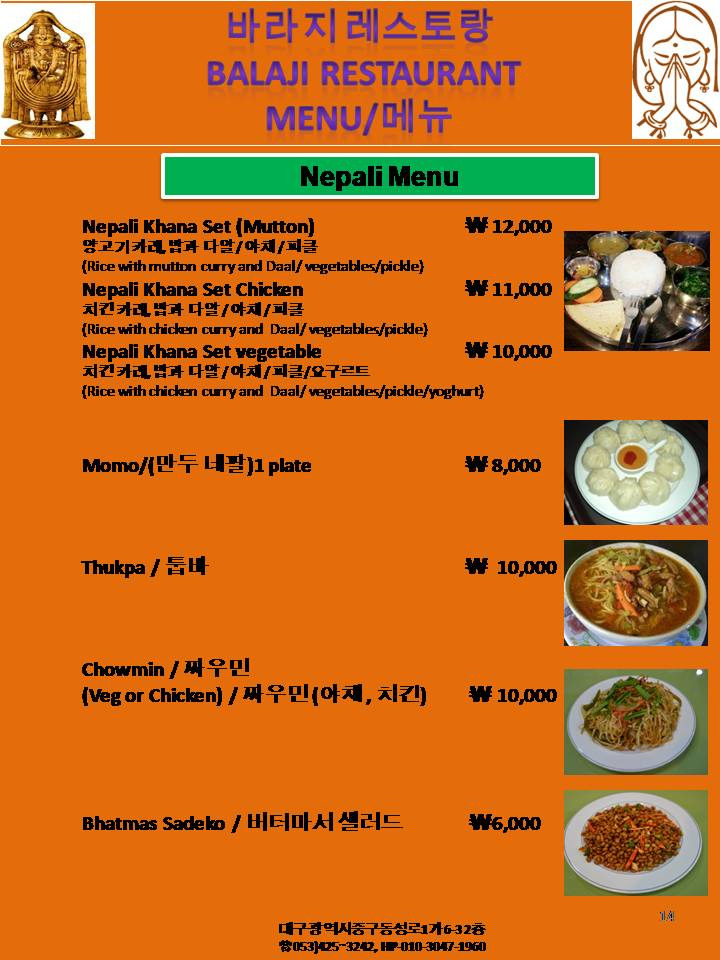 바라지 레스토랑
BALAJI RESTAURANT
MENU/메뉴
Nepali Menu
Nepali Khana Set (Mutton) ₩ 12,000
양고기카레, 밥과 다알/야채/피클
(Rice with mutton curry and Daal/ vegetables/pickle)
Nepali Khana Set Chicken ₩ 11,000
치킨카레, 밥과 다알/야채/피클
(Rice with chicken curry and Daal/ vegetables/pickle)
Nepali Khana Set vegetable ₩ 10,000
치킨카레, 밥과 다알/야채/피클/요구르트
(Rice with chicken curry and Daal/ vegetables/pickle/yoghurt)
Momo/(만두 네팔)1 plate ₩ 8,000
Thukpa / 툽바 ₩ 10,000
Chowmin / 짜우민
(Veg or Chicken) / 짜우민(야채, 치킨) ₩ 10,000
Bhatmas Sadeko / 버터마서 샐러드 ₩6,000
14
대구광역시중구동성로1가6-32층
☎053)425-3242, HP-010-3047-1960